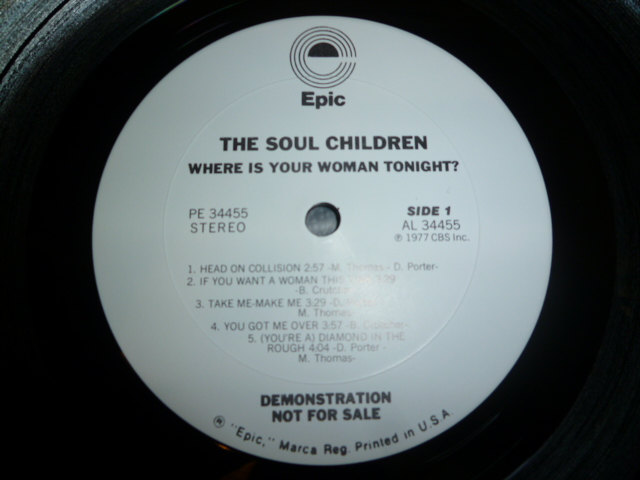 Epic
THE SOUL CHILDREN
WHERE IS YOUR WOMAN TONIGHT?
PE 34455
STEREO
SIDE 1
AL 34455
℗ 1977 CBS Inc.
1. HEAD ON COLLISION 2:57 -M. Thomas- D. Porter-
2. IF YOU WANT A WOMAN :29
-B.
3. TAKE ME-MAKE ME 3:29 -D.
M. Thomas-
4. YOU GOT ME OVER 3:57 -B. Crutcher-
5. (YOU'RE A) DIAMOND IN THE
ROUGH 4:04 -D. Porter -
M. Thomas-
DEMONSTRATION
NOT FOR SALE
® "Epic," Marca Reg. Printed in U.S.A.